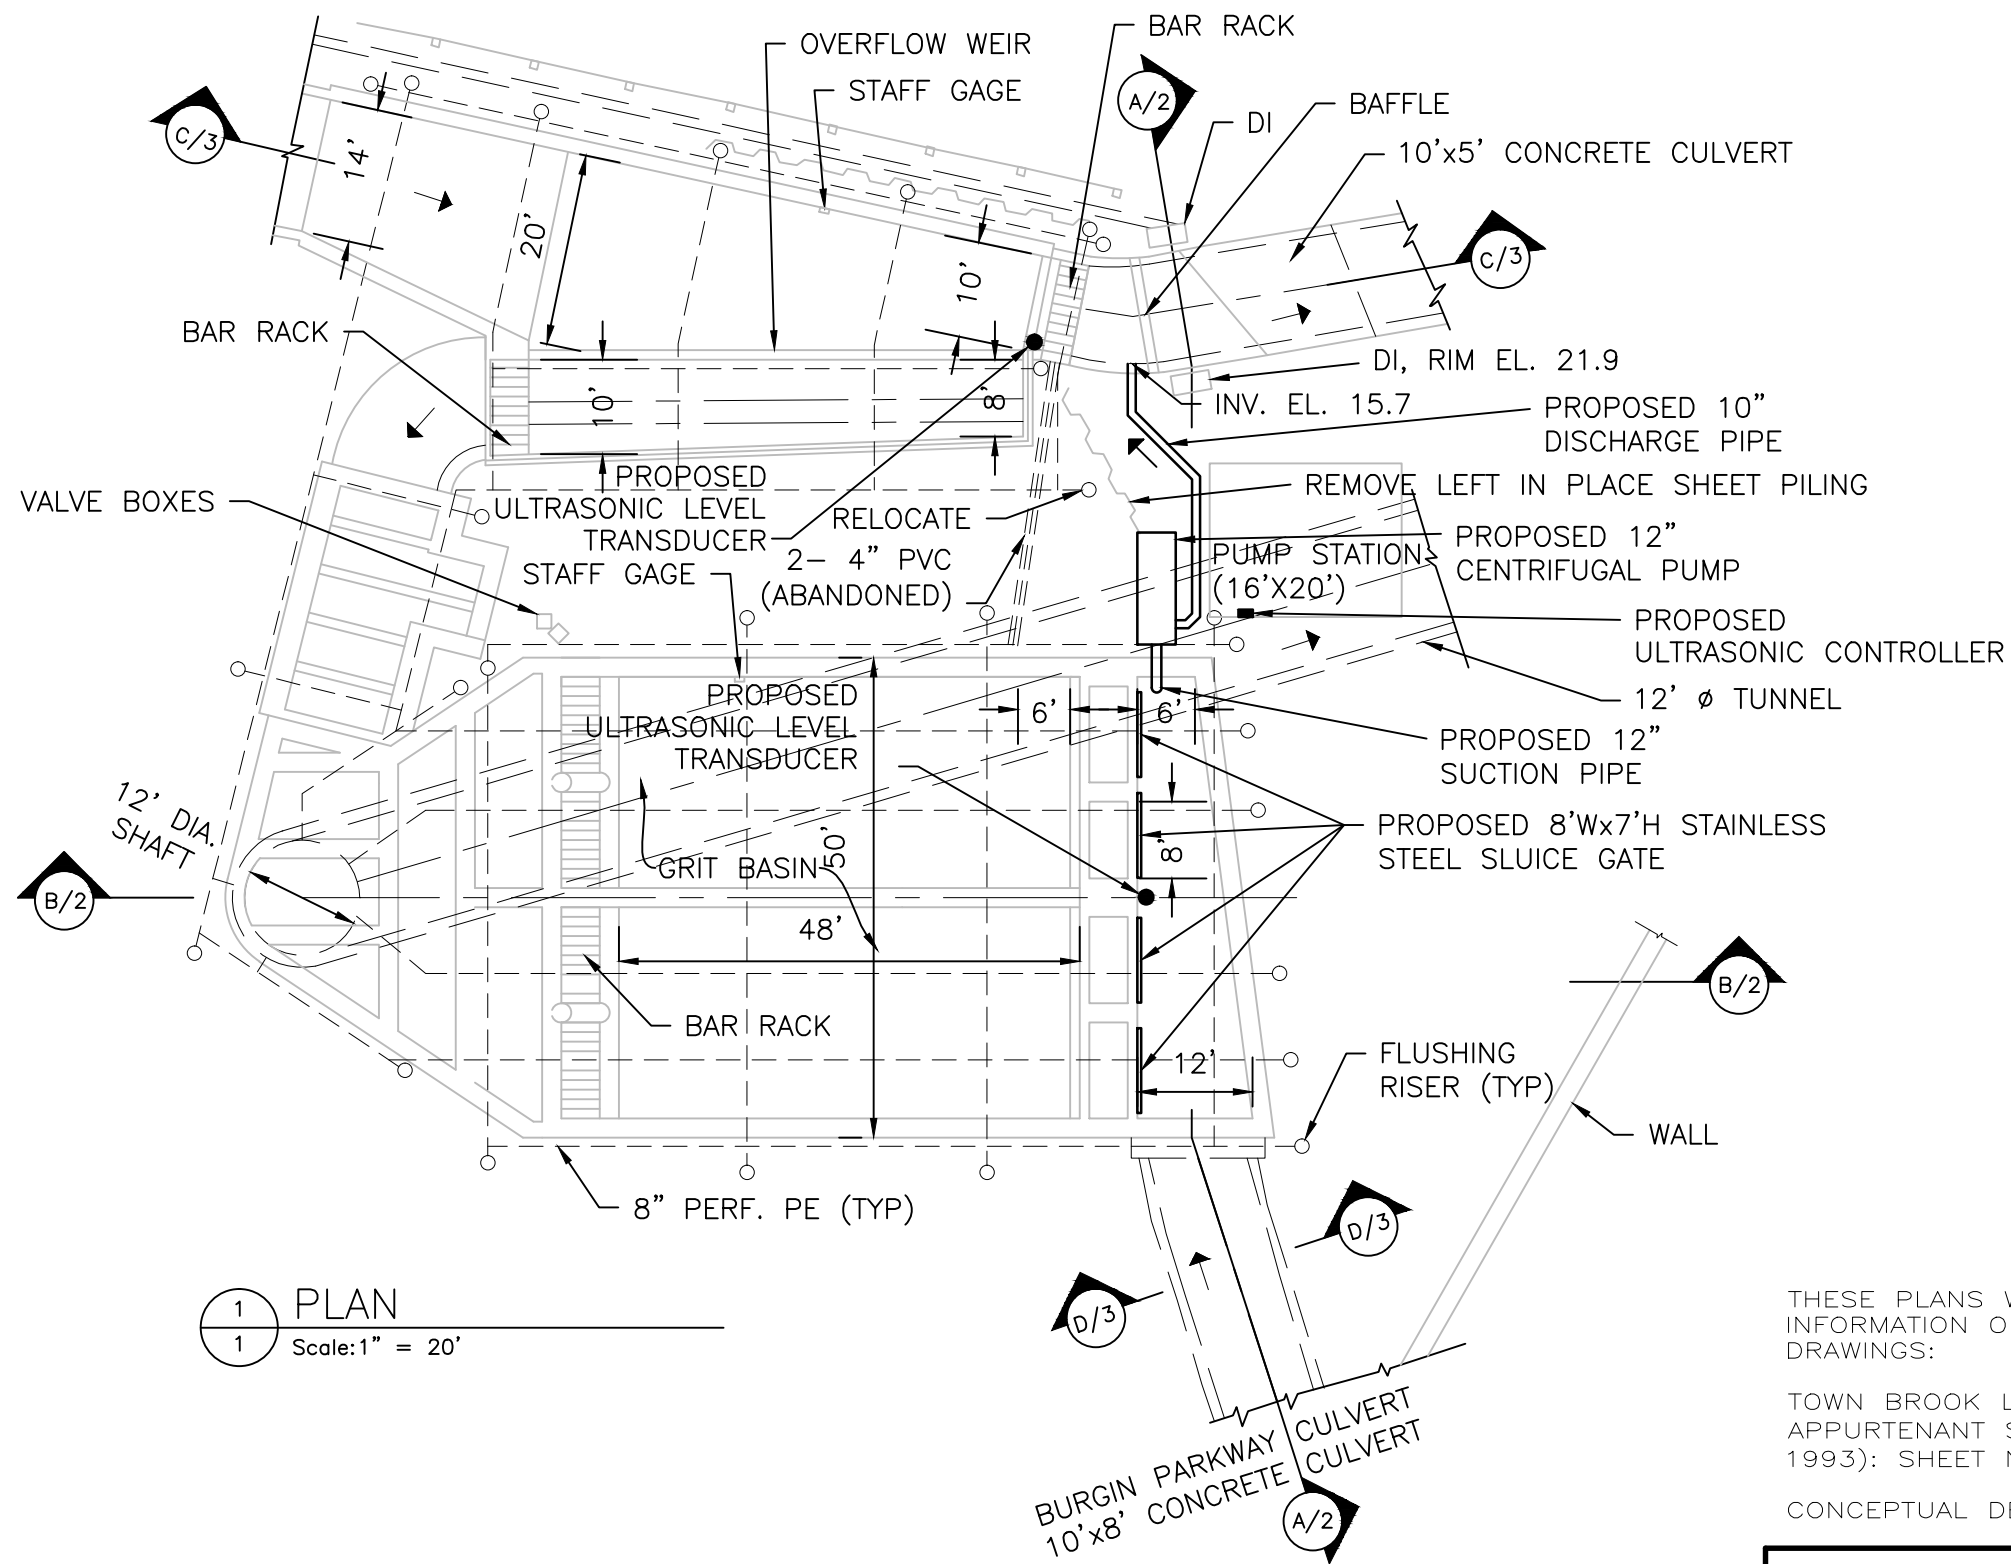 BAR RACK
OVERFLOW WEIR
STAFF GAGE
A/2
BAFFLE
DI
10'x5' CONCRETE CULVERT
C/3
14'
20'
10'
C/3
BAR RACK
10'
8'
DI, RIM EL. 21.9
INV. EL. 15.7
PROPOSED 10"
DISCHARGE PIPE
VALVE BOXES
PROPOSED
ULTRASONIC LEVEL
TRANSDUCER
RELOCATE
REMOVE LEFT IN PLACE SHEET PILING
STAFF GAGE
2- 4" PVC
(ABANDONED)
PUMP STATION
(16'X20')
PROPOSED 12"
CENTRIFUGAL PUMP
PROPOSED
ULTRASONIC CONTROLLER
12' Ø TUNNEL
PROPOSED
ULTRASONIC LEVEL
TRANSDUCER
6'
6'
PROPOSED 12"
SUCTION PIPE
12' DIA.
SHAFT
GRIT BASIN
50'
8'
PROPOSED 8'Wx7'H STAINLESS
STEEL SLUICE GATE
B/2
48'
B/2
BAR RACK
12'
FLUSHING
RISER (TYP)
WALL
8" PERF. PE (TYP)
D/3
D/3
1
1
PLAN
Scale:1" = 20'
BURGIN PARKWAY CULVERT
10'x8' CONCRETE CULVERT
A/2
THESE PLANS
INFORMATION
DRAWINGS:
TOWN BROOK
APPURTENANT
1993): SHEET
CONCEPTUAL